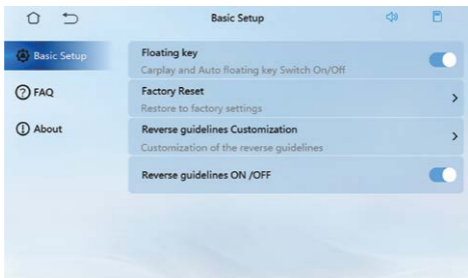 Basic Setup
Basic Setup
Floating key
Carplay and Auto floating key Switch On/Off
FAQ
Factory Reset
Restore to factory settings
About
Reverse guidelines Customization
Customization of the reverse guidelines
Reverse guidelines ON /OFF